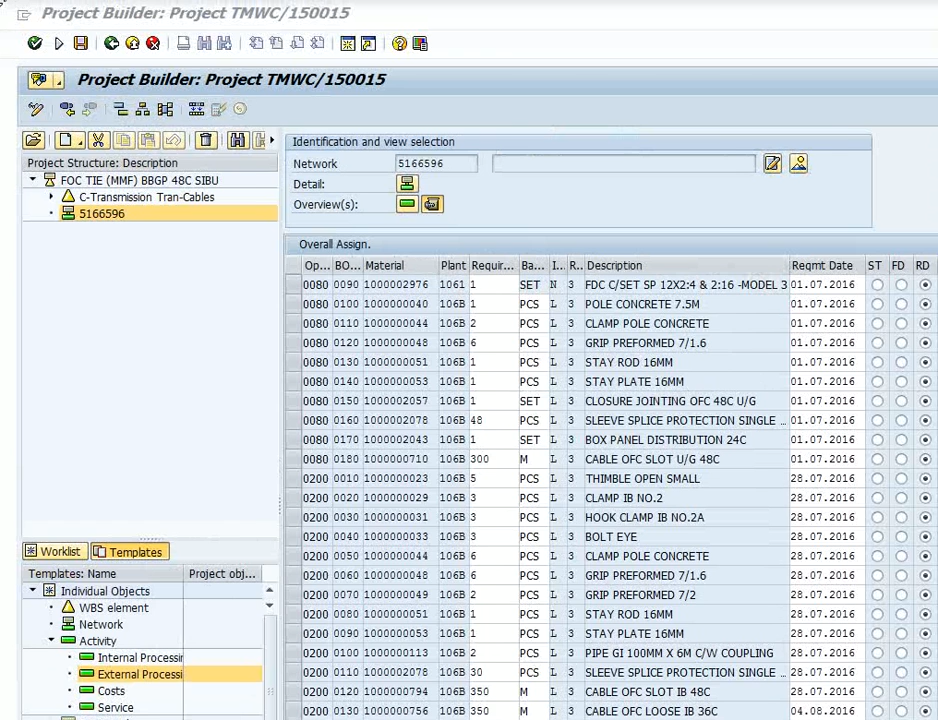 Project Builder: Project TMWC/150015
Project Builder: Project TMWC/150015
Project Structure: Description
FOC TIE (MMF) BBGP 48C SIBU
C-Transmission Tran-Cables
5166596
Identification and view selection
Network 5166596
Detail:
Overview(s):
Overall Assign.
Op... BO... Material Plant Requir... Ba... I... R.. Description Reqmt Date ST FD RD
0080 0090 1000002976 1061 1 SET N 3 FDC C/SET SP 12X2:4 & 2:16 -MODEL 3 01.07.2016
0080 0100 1000000040 106B 1 PCS L 3 POLE CONCRETE 7.5M 01.07.2016
0080 0110 1000000044 106B 2 PCS L 3 CLAMP POLE CONCRETE 01.07.2016
0080 0120 1000000048 106B 6 PCS L 3 GRIP PREFORMED 7/1.6 01.07.2016
0080 0130 1000000051 106B 1 PCS L 3 STAY ROD 16MM 01.07.2016
0080 0140 1000000053 106B 1 PCS L 3 STAY PLATE 16MM 01.07.2016
0080 0150 1000002057 106B 1 SET L 3 CLOSURE JOINTING OFC 48C U/G 01.07.2016
0080 0160 1000002078 106B 48 PCS L 3 SLEEVE SPLICE PROTECTION SINGLE ... 01.07.2016
0080 0170 1000002043 106B 1 SET L 3 BOX PANEL DISTRIBUTION 24C 01.07.2016
0080 0180 1000000710 106B 300 M L 3 CABLE OFC SLOT U/G 48C 01.07.2016
0200 0010 1000000023 106B 5 PCS L 3 THIMBLE OPEN SMALL 28.07.2016
0200 0020 1000000029 106B 3 PCS L 3 CLAMP IB NO.2 28.07.2016
0200 0030 1000000031 106B 3 PCS L 3 HOOK CLAMP IB NO.2A 28.07.2016
0200 0040 1000000033 106B 3 PCS L 3 BOLT EYE 28.07.2016
0200 0050 1000000044 106B 6 PCS L 3 CLAMP POLE CONCRETE 28.07.2016
0200 0060 1000000048 106B 6 PCS L 3 GRIP PREFORMED 7/1.6 28.07.2016
0200 0070 1000000049 106B 2 PCS L 3 GRIP PREFORMED 7/2 28.07.2016
0200 0080 1000000051 106B 1 PCS L 3 STAY ROD 16MM 28.07.2016
0200 0090 1000000053 106B 1 PCS L 3 STAY PLATE 16MM 28.07.2016
0200 0100 1000000113 106B 2 PCS L 3 PIPE GI 100MM X 6M C/W COUPLING 28.07.2016
0200 0110 1000002078 106B 30 PCS L 3 SLEEVE SPLICE PROTECTION SINGLE ... 28.07.2016
0200 0120 1000000794 106B 350 M L 3 CABLE OFC SLOT IB 48C 28.07.2016
0200 0130 1000000756 106B 350 M L 3 CABLE OFC LOOSE IB 36C 04.08.2016
Worklist Templates
Templates: Name Project obj...
Individual Objects
WBS element
Network
Activity
Internal Processin
External Processi
Costs
Service